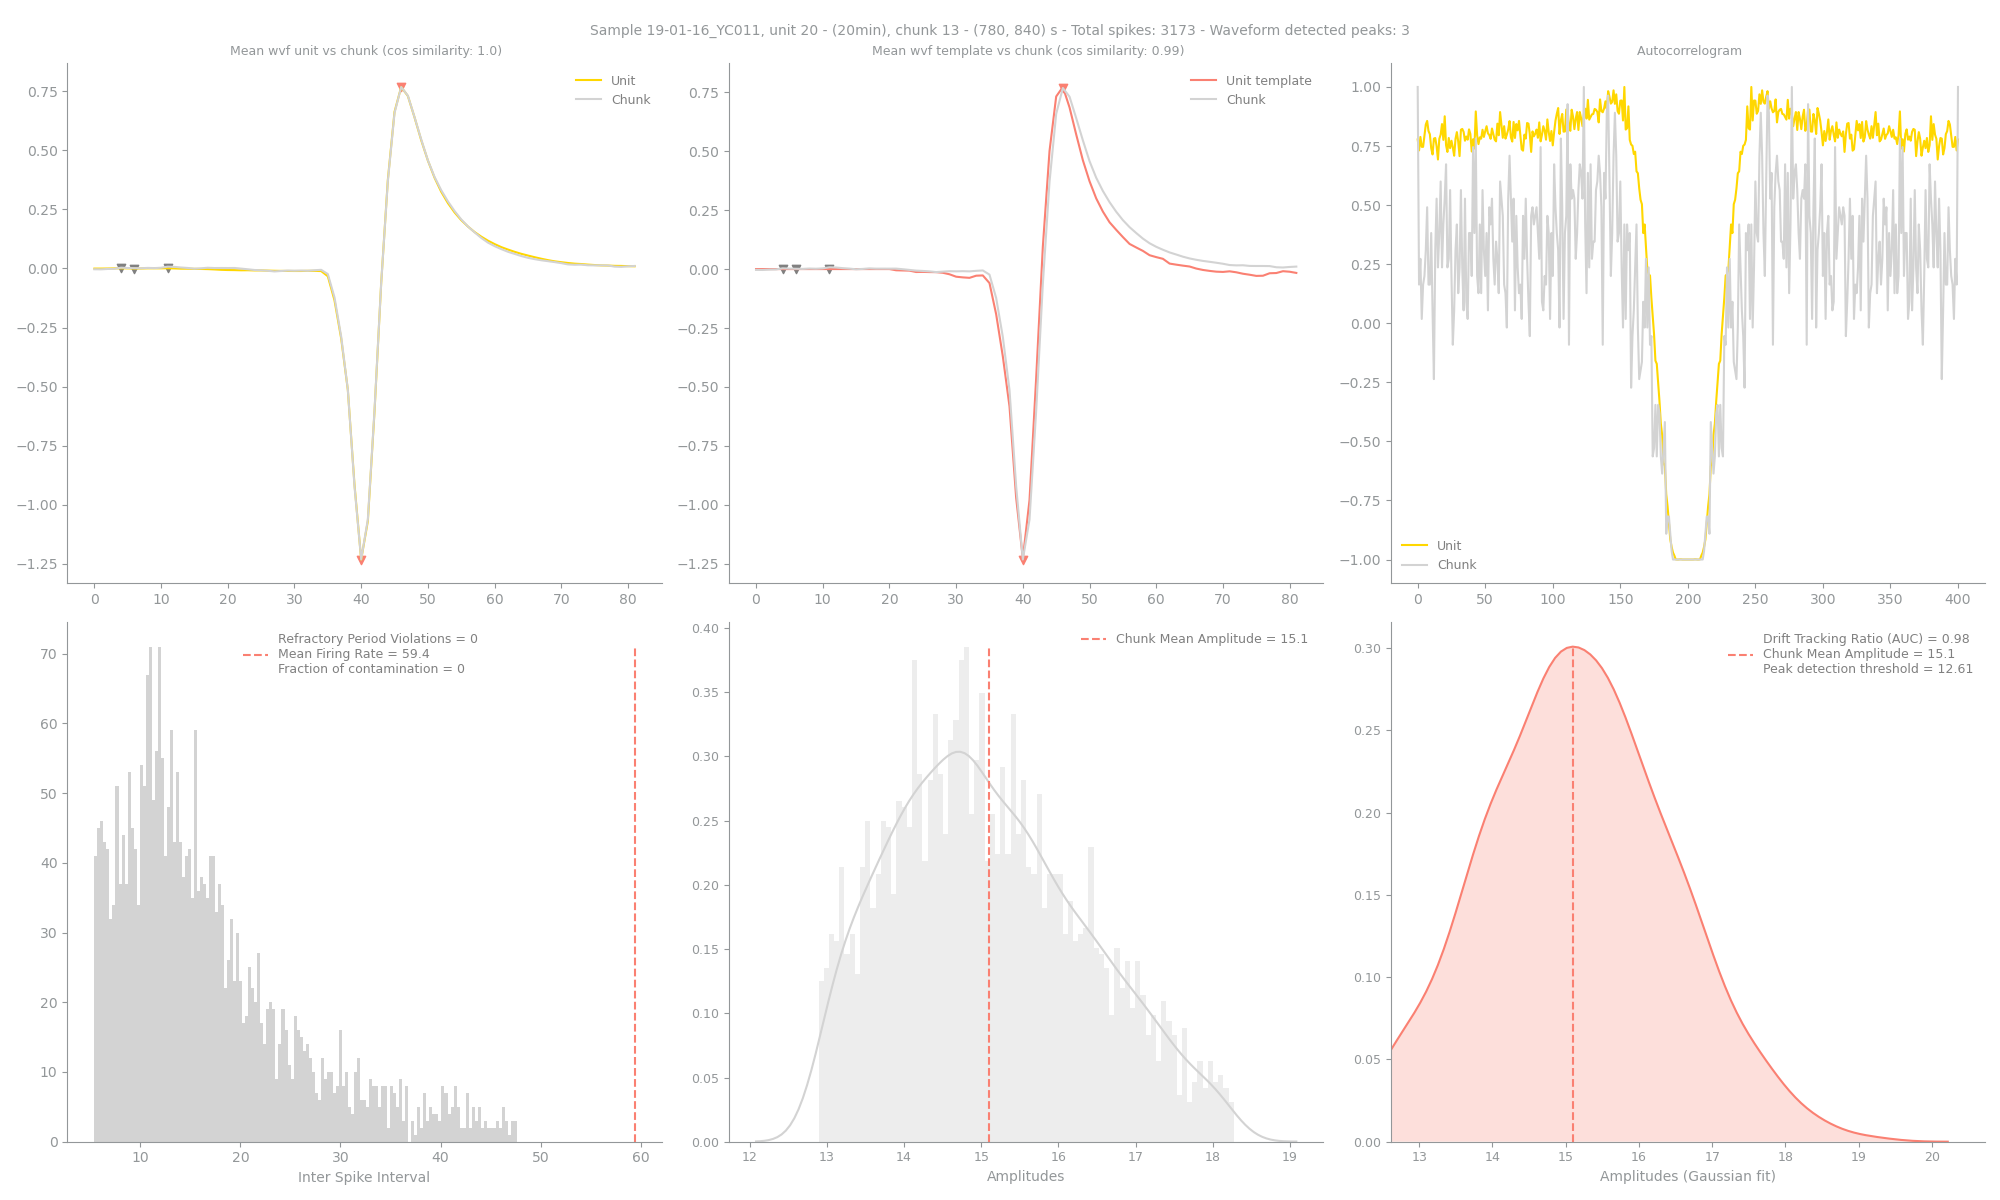 Sample 19-01-16_YC011, unit 20 - (20min), chunk 13 - (780, 840) s - Total spikes: 3173 - Waveform detected peaks: 3
Mean wvf unit vs chunk (cos similarity: 1.0)
Unit
Chunk
0.75
0.50
0.25
0.00
−0.25
−0.50
−0.75
−1.00
−1.25
0 10 20 30 40 50 60 70 80
Mean wvf template vs chunk (cos similarity: 0.99)
Unit template
Chunk
0.75
0.50
0.25
0.00
−0.25
−0.50
−0.75
−1.00
−1.25
0 10 20 30 40 50 60 70 80
Autocorrelogram
1.00
0.75
0.50
0.25
0.00
−0.25
−0.50
−0.75
−1.00
Unit
Chunk
0 50 100 150 200 250 300 350 400
Refractory Period Violations = 0
Mean Firing Rate = 59.4
Fraction of contamination = 0
70
60
50
40
30
20
10
0
10 20 30 40 50 60
Inter Spike Interval
Chunk Mean Amplitude = 15.1
0.40
0.35
0.30
0.25
0.20
0.15
0.10
0.05
0.00
12 13 14 15 16 17 18 19
Amplitudes
Drift Tracking Ratio (AUC) = 0.98
Chunk Mean Amplitude = 15.1
Peak detection threshold = 12.61
0.30
0.25
0.20
0.15
0.10
0.05
0.00
13 14 15 16 17 18 19 20
Amplitudes (Gaussian fit)